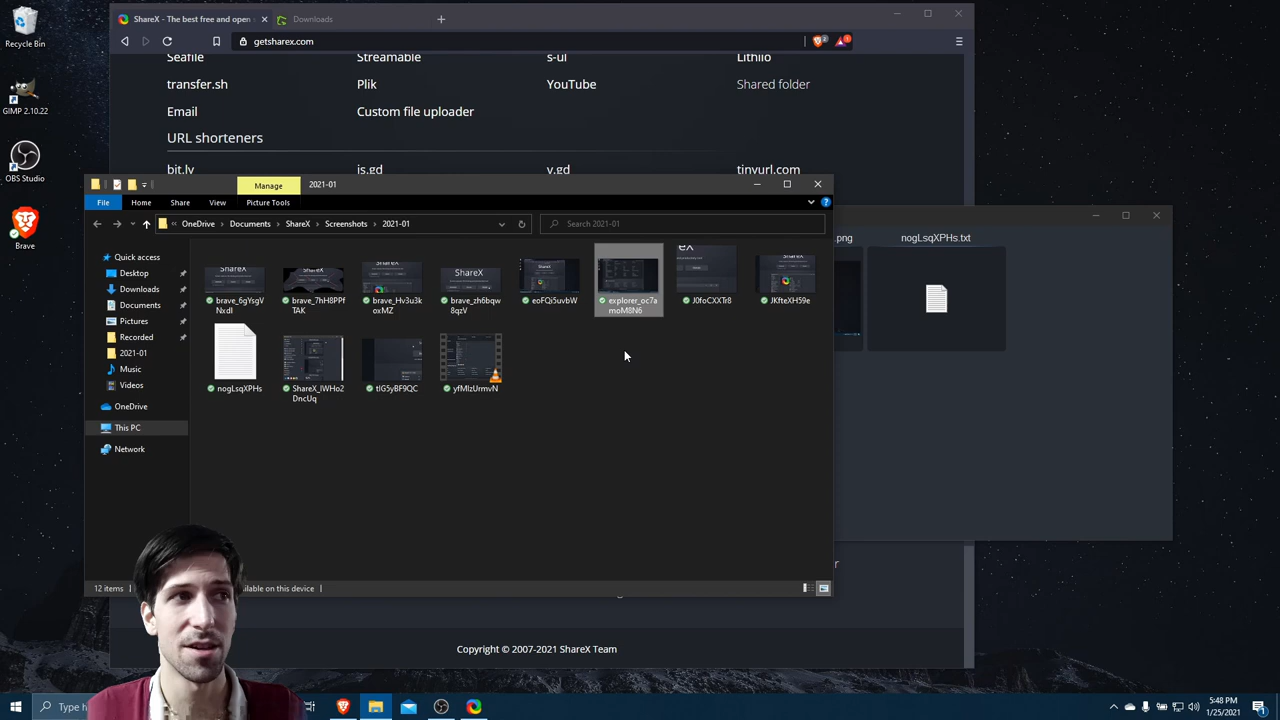 Recycle Bin
GIMP 2.10.22
OBS Studio
Brave
ShareX - The best free and open
Downloads
getsharex.com
Seafile
Streamable
s-ul
Lithiio
transfer.sh
Plik
YouTube
Shared folder
Email
Custom file uploader
URL shorteners
bit.ly
is.gd
v.gd
tinyurl.com
Manage
2021-01
File
Home
Share
View
Picture Tools
OneDrive
Documents
ShareX
Screenshots
2021-01
Search 2021-01
.png
nogLsqXPHs.txt
Quick access
Desktop
Downloads
Documents
Pictures
Recorded
2021-01
Music
Videos
OneDrive
This PC
Network
brave_6gYsgV
brave_7hH8PPf
TAK
brave_Hv3u3k
oxMZ
brave_zh6bqw
8qzV
explorer_oc7a
moM8N6
JKfteXH59e
nogLsqXPHs
DncUq
tlG5yBF9QC
yfMIzUrmvN
12 items
ilable on this device
Copyright © 2007-2021 ShareX Team
Type h
5:48 PM
1/25/2021